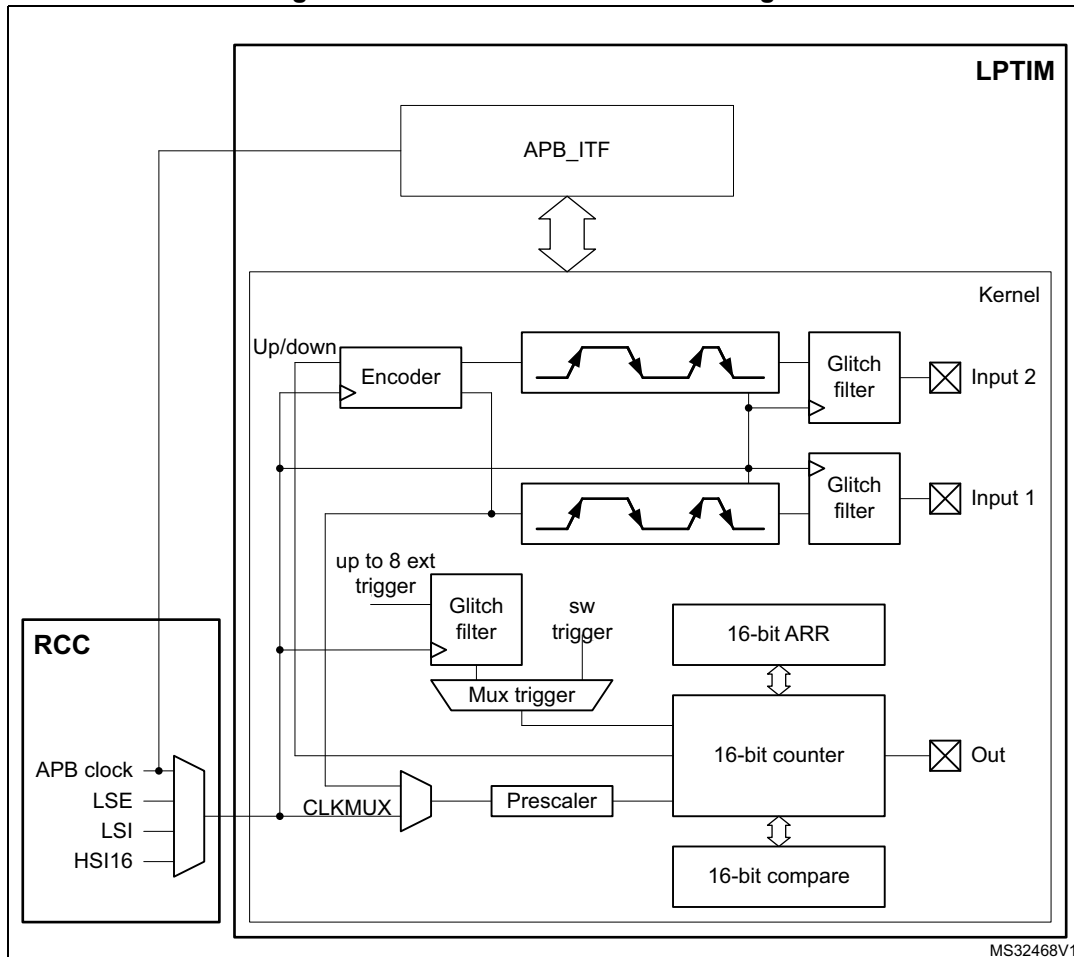 LPTIM
APB_ITF
Kernel
Up/down
Encoder
Glitch
filter
Input 2
Glitch
filter
Input 1
up to 8 ext
trigger
Glitch
filter
sw
trigger
16-bit ARR
RCC
Mux trigger
16-bit counter
Out
APB clock
LSE
LSI
HSI16
CLKMUX
Prescaler
16-bit compare
MS32468V1